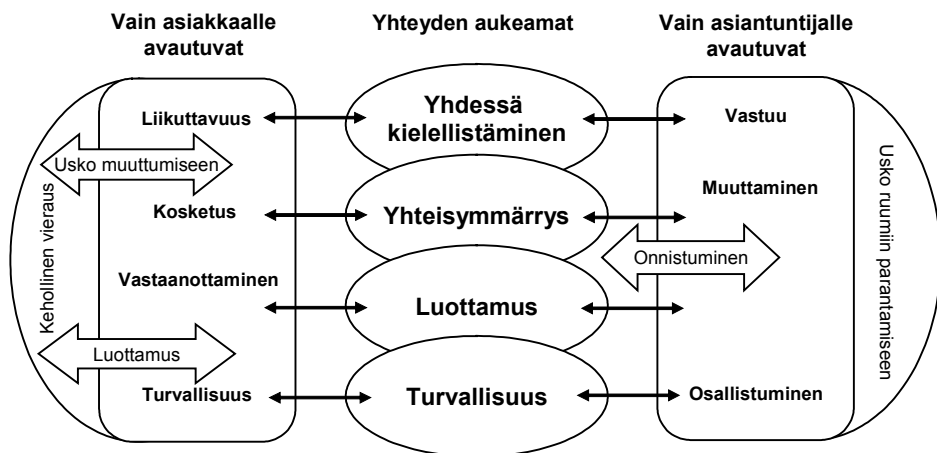 Vain asiakkaalle
avautuvat
Yhteyden aukeamat
Vain asiantuntijalle
avautuvat
Kehollinen vieraus
Liikuttavuus
Usko muuttumiseen
Kosketus
Vastaanottaminen
Luottamus
Turvallisuus
Yhdessä
kielellistäminen
Yhteisymmärrys
Luottamus
Turvallisuus
Vastuu
Muuttaminen
Onnistuminen
Osallistuminen
Usko ruumiin parantamiseen